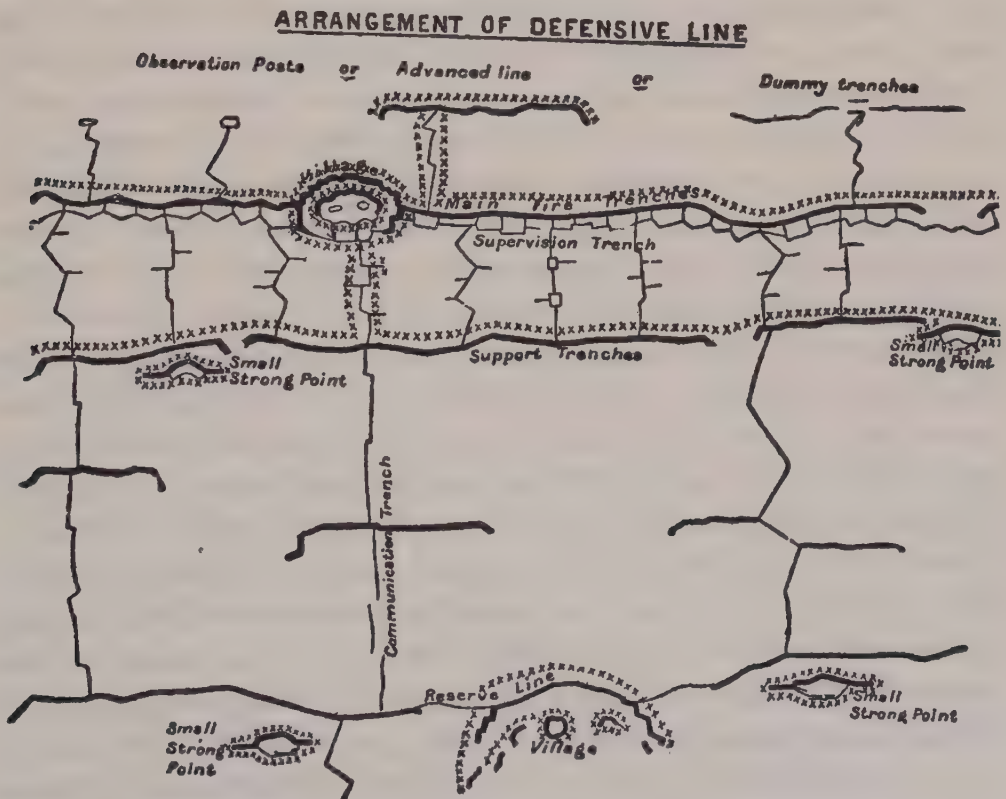 ARRANGEMENT OF DEFENSIVE LINE
Observation Posts or Advanced line or Dummy trenches
Village
Main Fire Trenches
Supervision Trench
Support Trenches
Small
Strong Point
Small
Strong Point
Communication Trench
Reserve Line
Village
Small
Strong Point
Small
Strong
Point